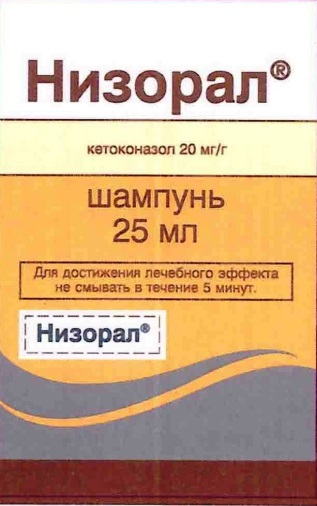 Низорал®
кетоконазол 20 мг/г
шампунь
25 мл
Для достижения лечебного эффекта
не смывать в течение 5 минут.
Низорал®